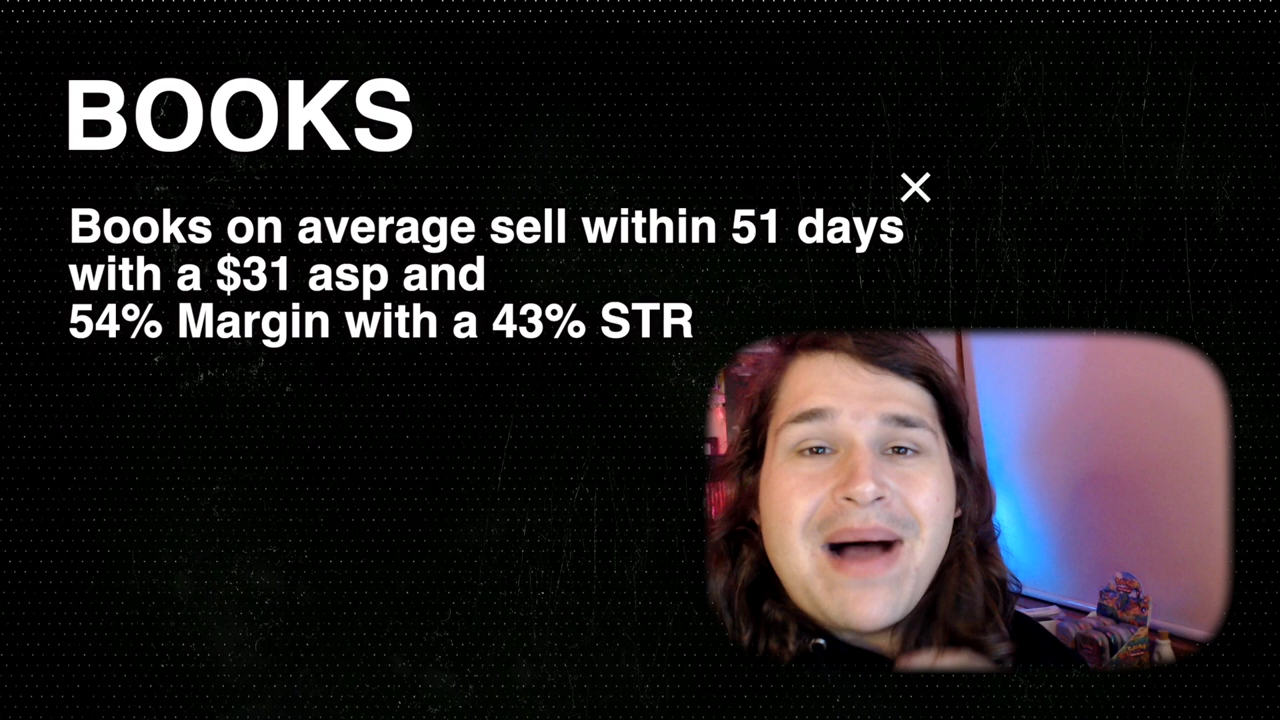 BOOKS
Books on average sell within 51 days
with a $31 asp and
54% Margin with a 43% STR